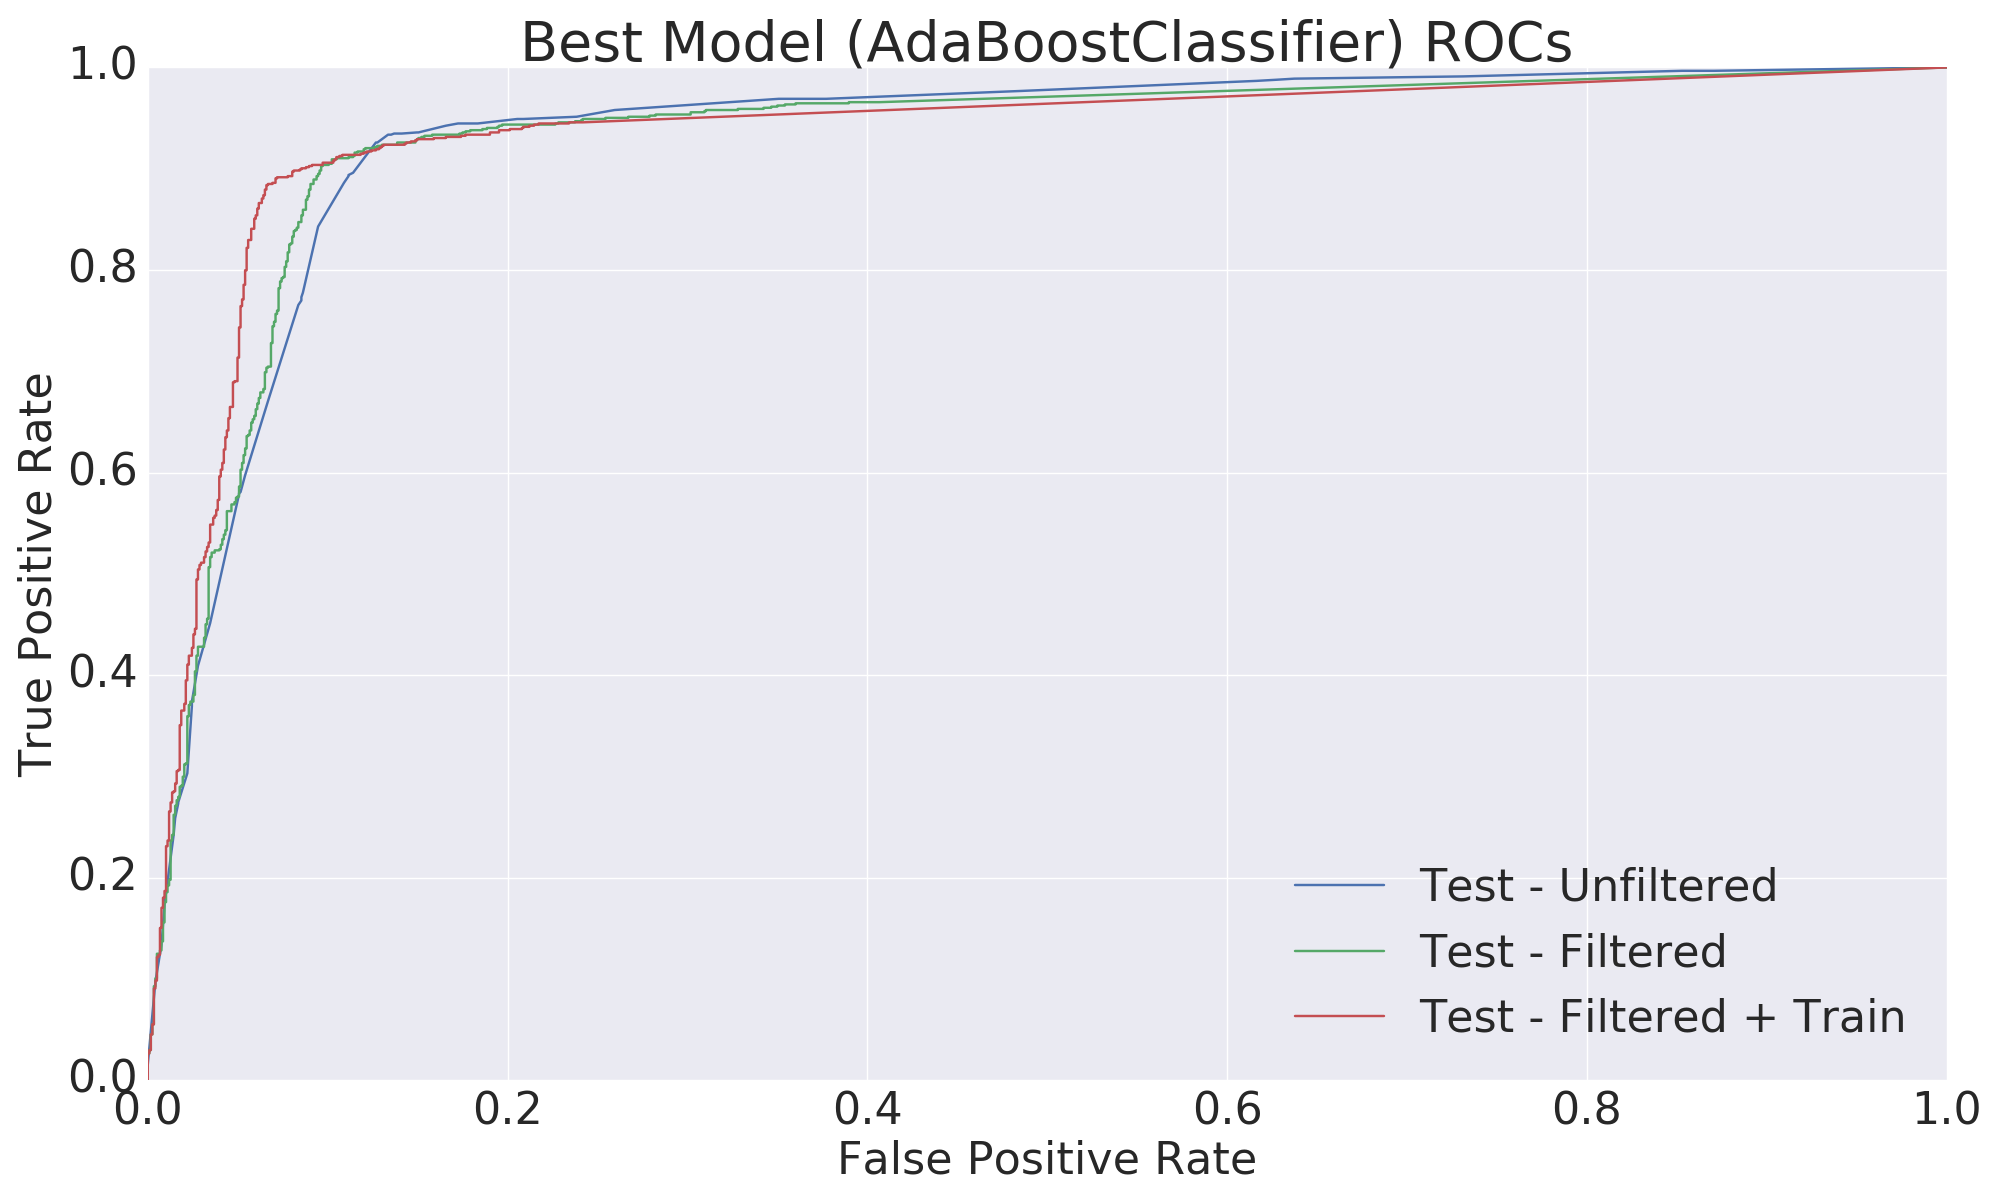 Best Model (AdaBoostClassifier) ROCs
1.0
0.8
0.6
0.4
0.2
0.0
True Positive Rate
Test - Unfiltered
Test - Filtered
Test - Filtered + Train
0.0 0.2 0.4 0.6 0.8 1.0
False Positive Rate